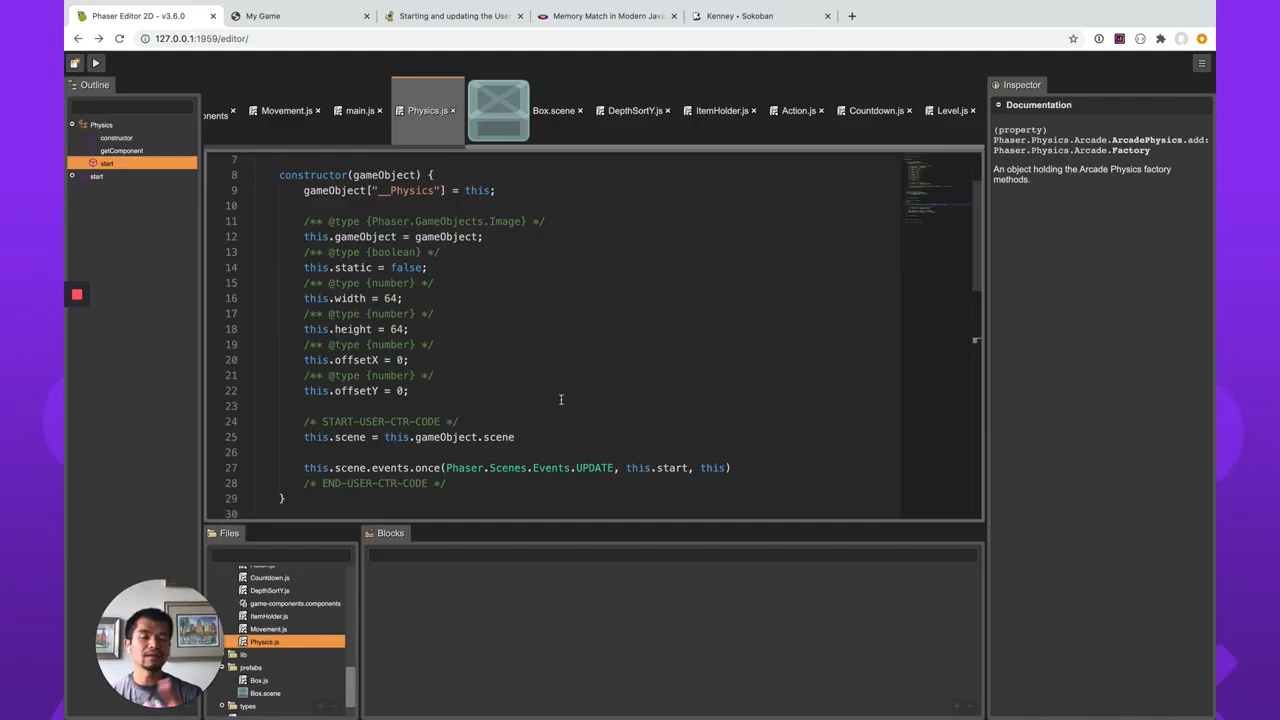 Phaser Editor 2D - v3.6.0
My Game
Starting and updating the User
Memory Match in Modern Java
Kenney • Sokoban
127.0.0.1:1959/editor/
Outline
onents
Movement.js
main.js
Physics.js
Box.scene
DepthSortY.js
ItemHolder.js
Action.js
Countdown.js
Level.js
Inspector
Documentation
(property)
Phaser.Physics.Arcade.ArcadePhysics.add:
Phaser.Physics.Arcade.Factory
An object holding the Arcade Physics factory
methods.
Physics
constructor
getComponent
start
start
7
8 constructor(gameObject) {
9 gameObject["__Physics"] = this;
10
11 /** @type {Phaser.GameObjects.Image} */
12 this.gameObject = gameObject;
13 /** @type {boolean} */
14 this.static = false;
15 /** @type {number} */
16 this.width = 64;
17 /** @type {number} */
18 this.height = 64;
19 /** @type {number} */
20 this.offsetX = 0;
21 /** @type {number} */
22 this.offsetY = 0;
23
24 /* START-USER-CTR-CODE */
25 this.scene = this.gameObject.scene
26
27 this.scene.events.once(Phaser.Scenes.Events.UPDATE, this.start, this)
28 /* END-USER-CTR-CODE */
29 }
30
Files
Blocks
Countdown.js
DepthSortY.js
game-components.components
ItemHolder.js
Movement.js
Physics.js
lib
prefabs
Box.js
Box.scene
types